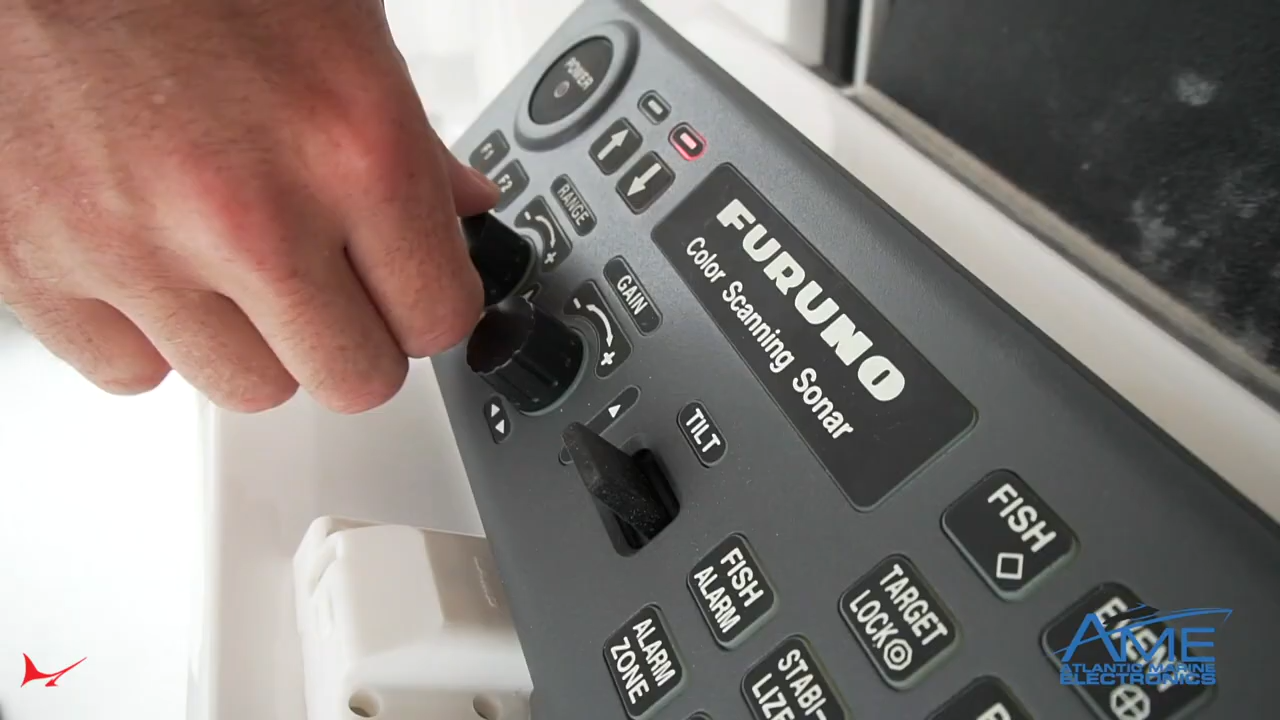 POWER
F1
F2
RANGE
- +
GAIN
- +
FURUNO
Color Scanning Sonar
TILT
FISH
FISH
ALARM
TARGET
LOCK
EVENT
ALARM
ZONE
STABI-
LIZE
AME
ATLANTIC MARINE
ELECTRONICS